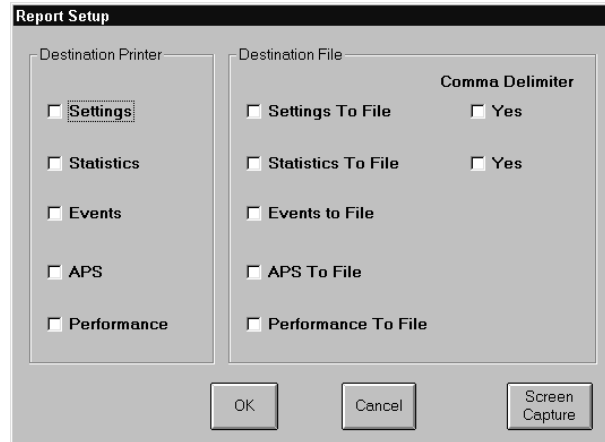 Report Setup
Destination Printer
Destination File
Comma Delimiter
Settings
Settings To File
Yes
Statistics
Statistics To File
Yes
Events
Events to File
APS
APS To File
Performance
Performance To File
OK
Cancel
Screen
Capture